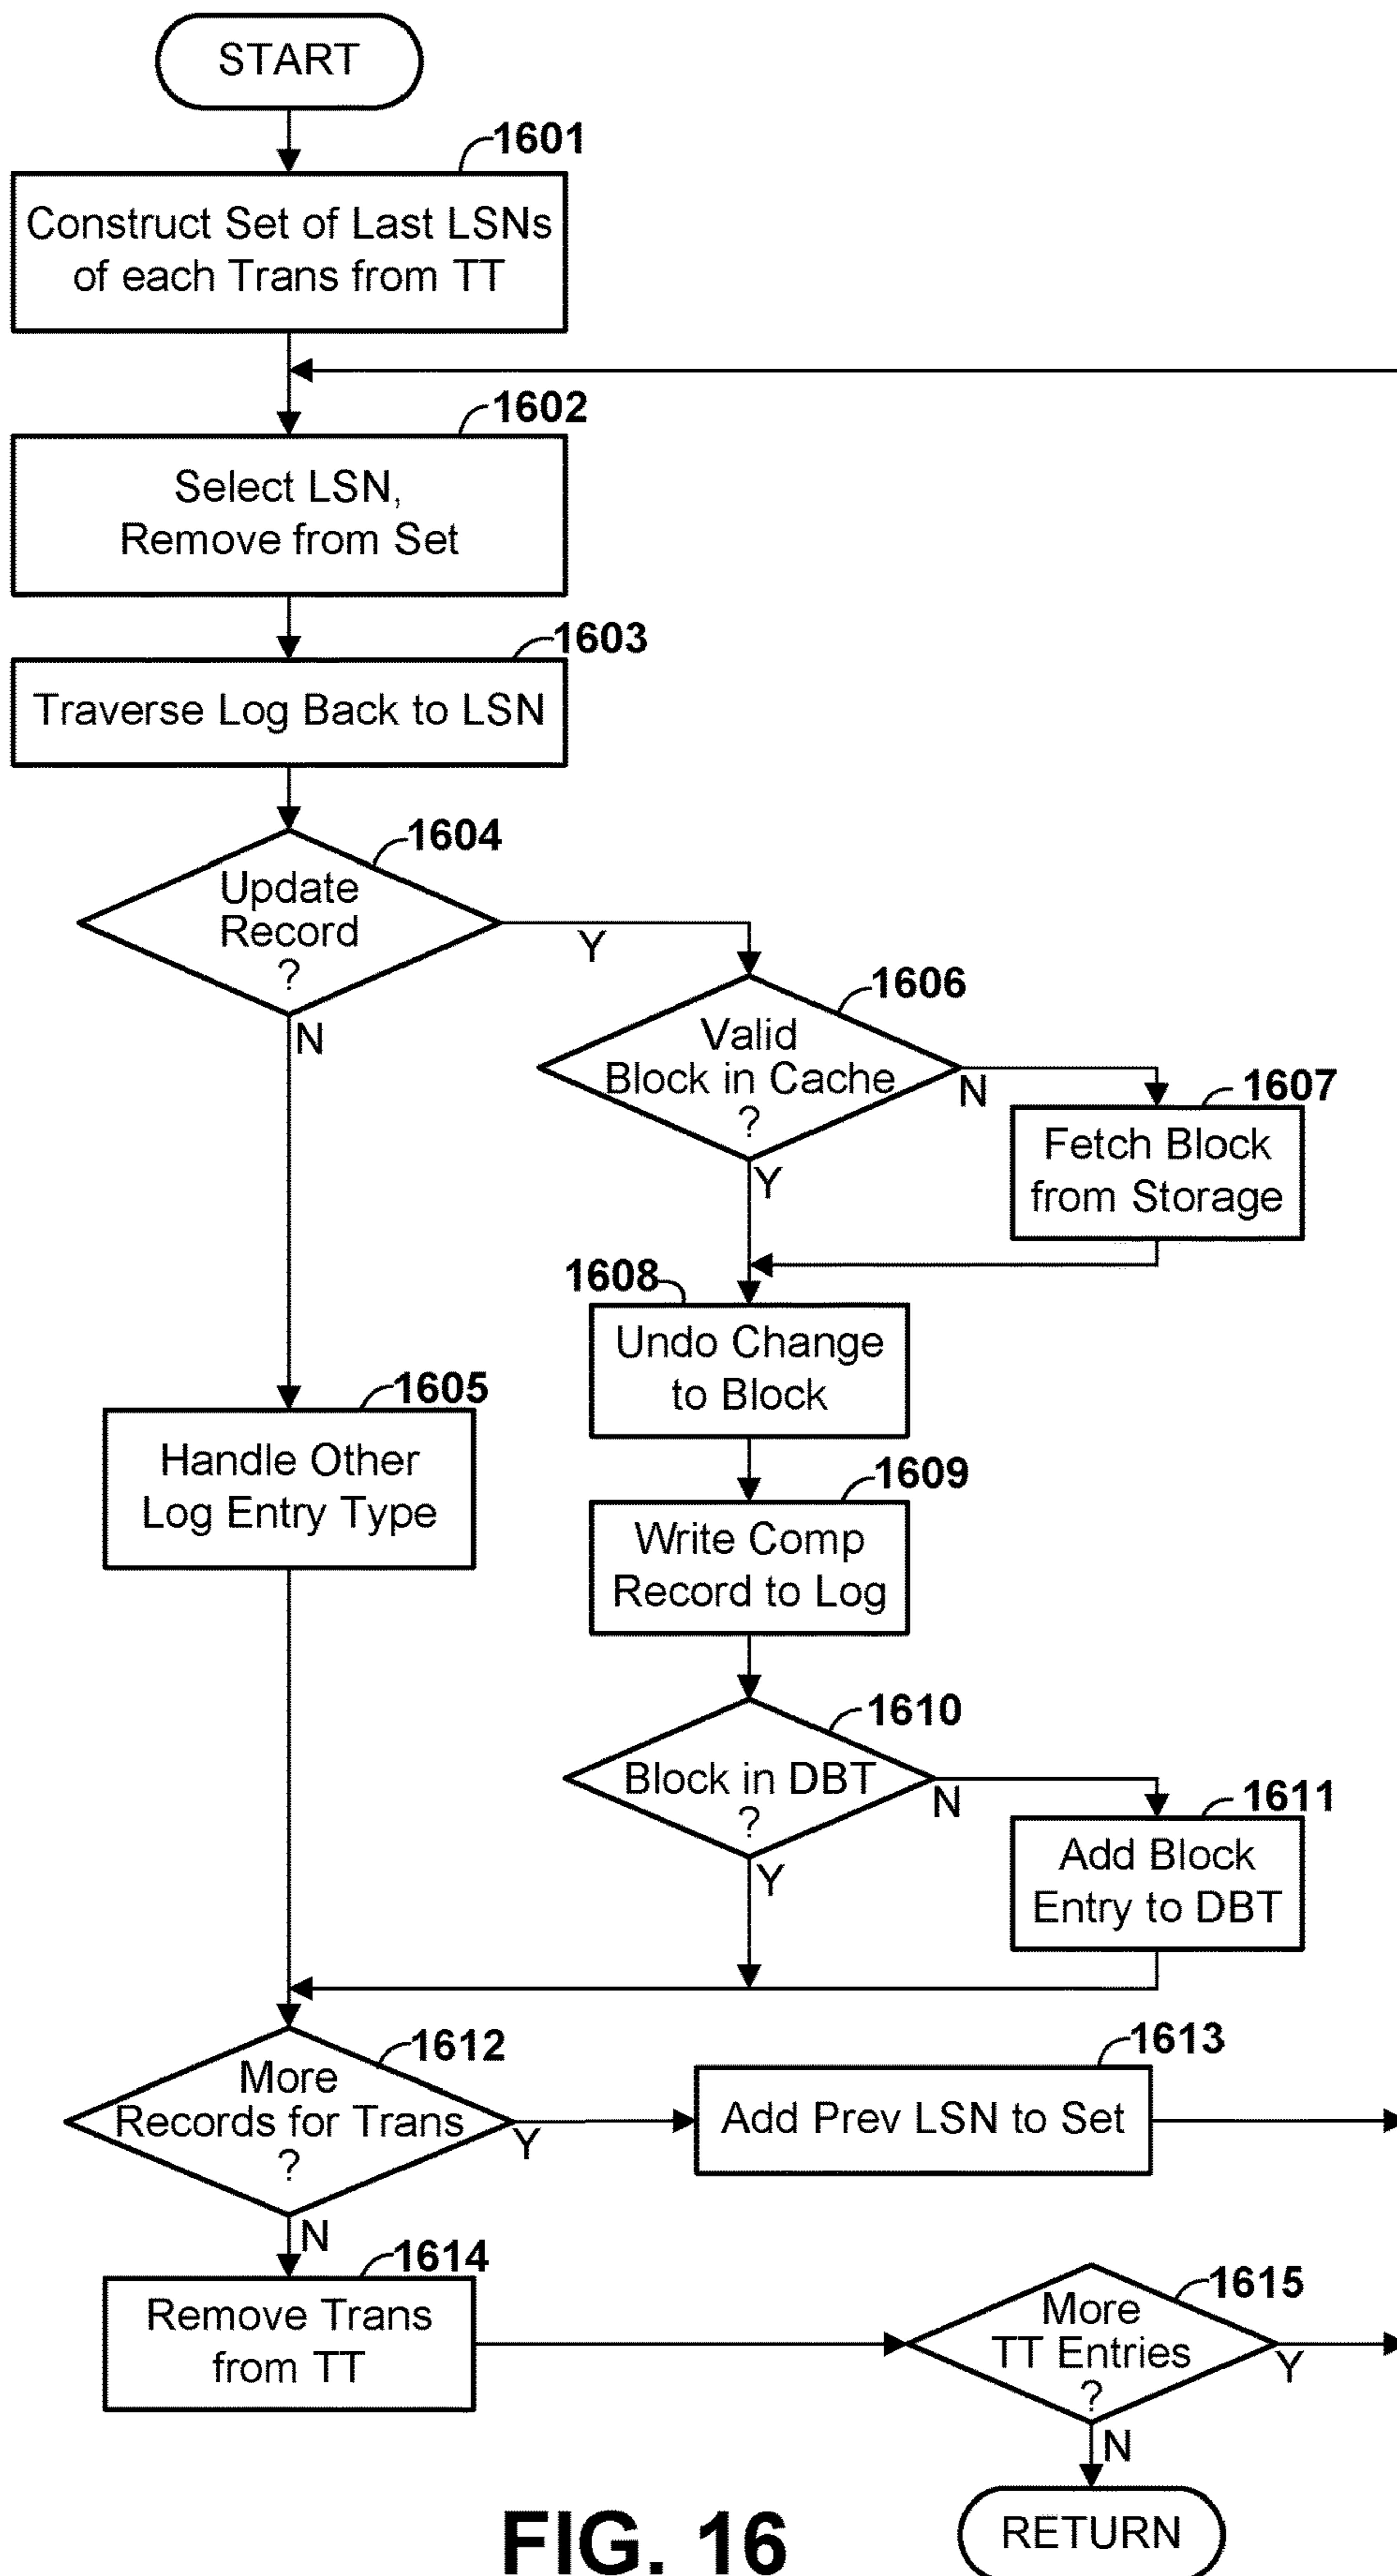 START
1601
Construct Set of Last LSNs
of each Trans from TT
1602
Select LSN,
Remove from Set
1603
Traverse Log Back to LSN
1604
Update
Record
?
Y
N
1606
Valid
Block in Cache
?
N
Y
1607
Fetch Block
from Storage
1608
Undo Change
to Block
1605
Handle Other
Log Entry Type
1609
Write Comp
Record to Log
1610
Block in DBT
?
N
Y
1611
Add Block
Entry to DBT
1612
More
Records for Trans
?
Y
N
1613
Add Prev LSN to Set
1614
Remove Trans
from TT
1615
More
TT Entries
?
Y
N
RETURN
FIG. 16